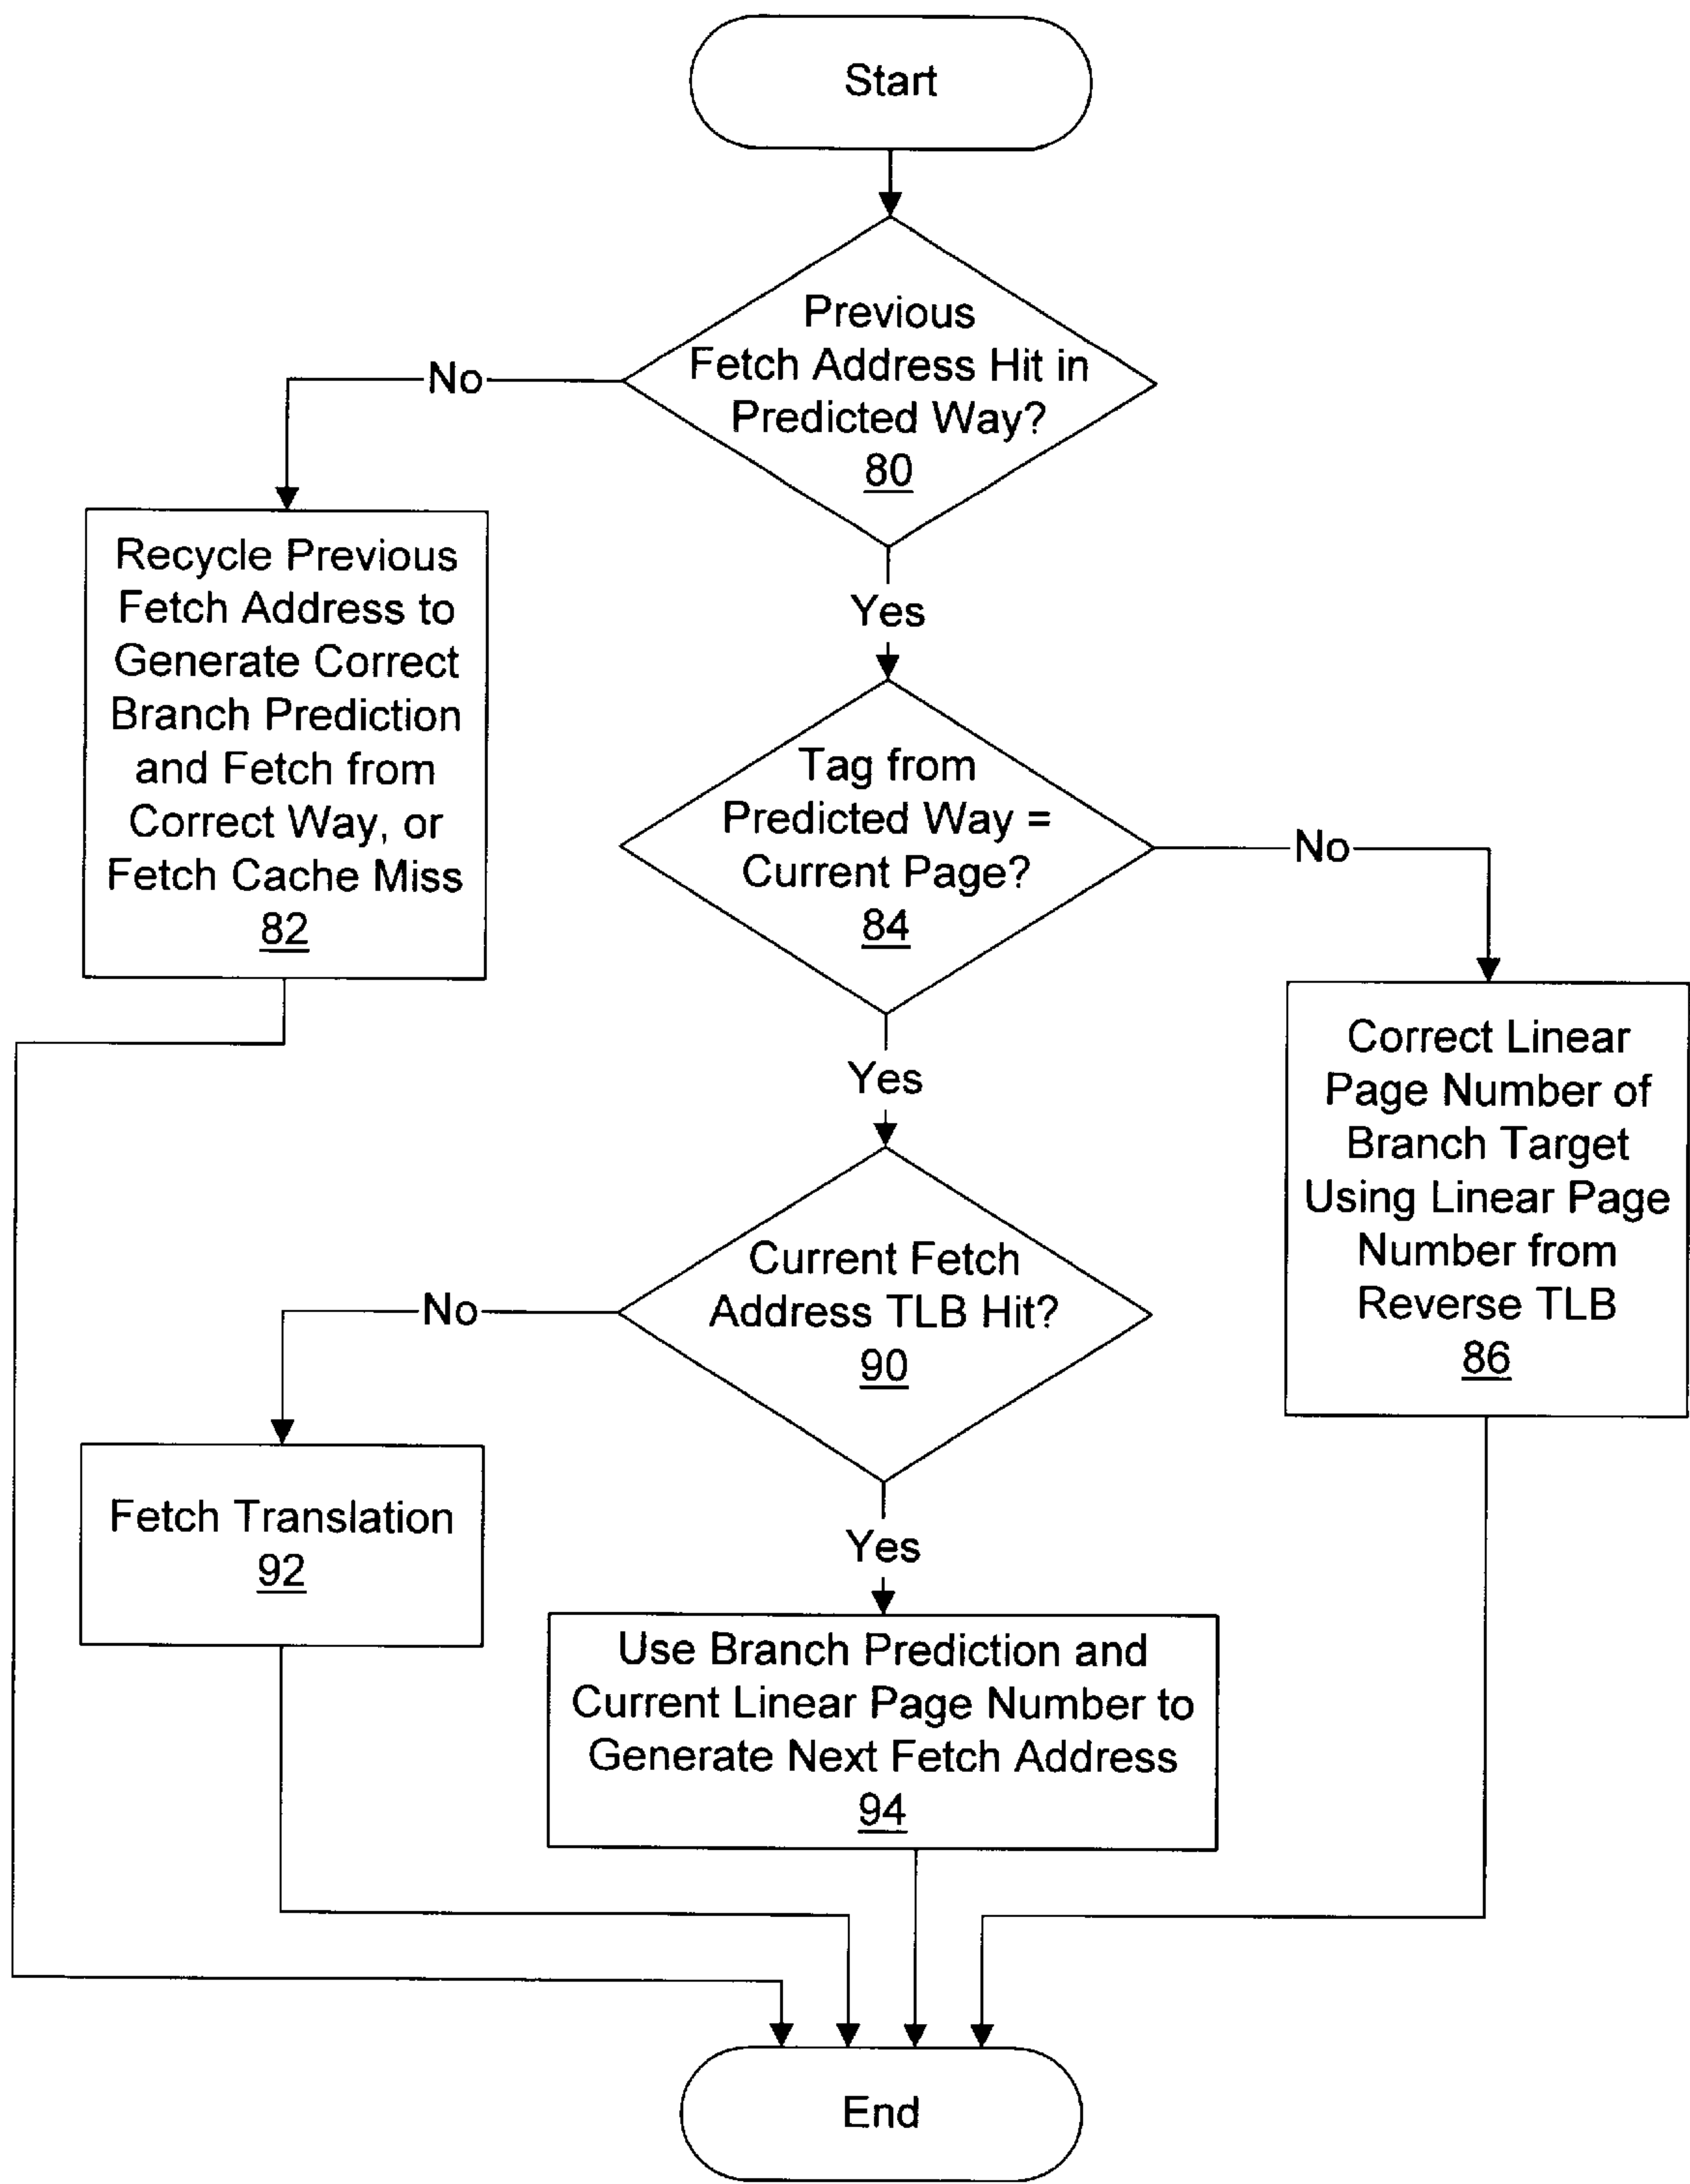 Start
Previous
Fetch Address Hit in
Predicted Way?
80
No
Yes
Recycle Previous
Fetch Address to
Generate Correct
Branch Prediction
and Fetch from
Correct Way, or
Fetch Cache Miss
82
Tag from
Predicted Way =
Current Page?
84
No
Yes
Correct Linear
Page Number of
Branch Target
Using Linear Page
Number from
Reverse TLB
86
Current Fetch
Address TLB Hit?
90
No
Yes
Fetch Translation
92
Use Branch Prediction and
Current Linear Page Number to
Generate Next Fetch Address
94
End